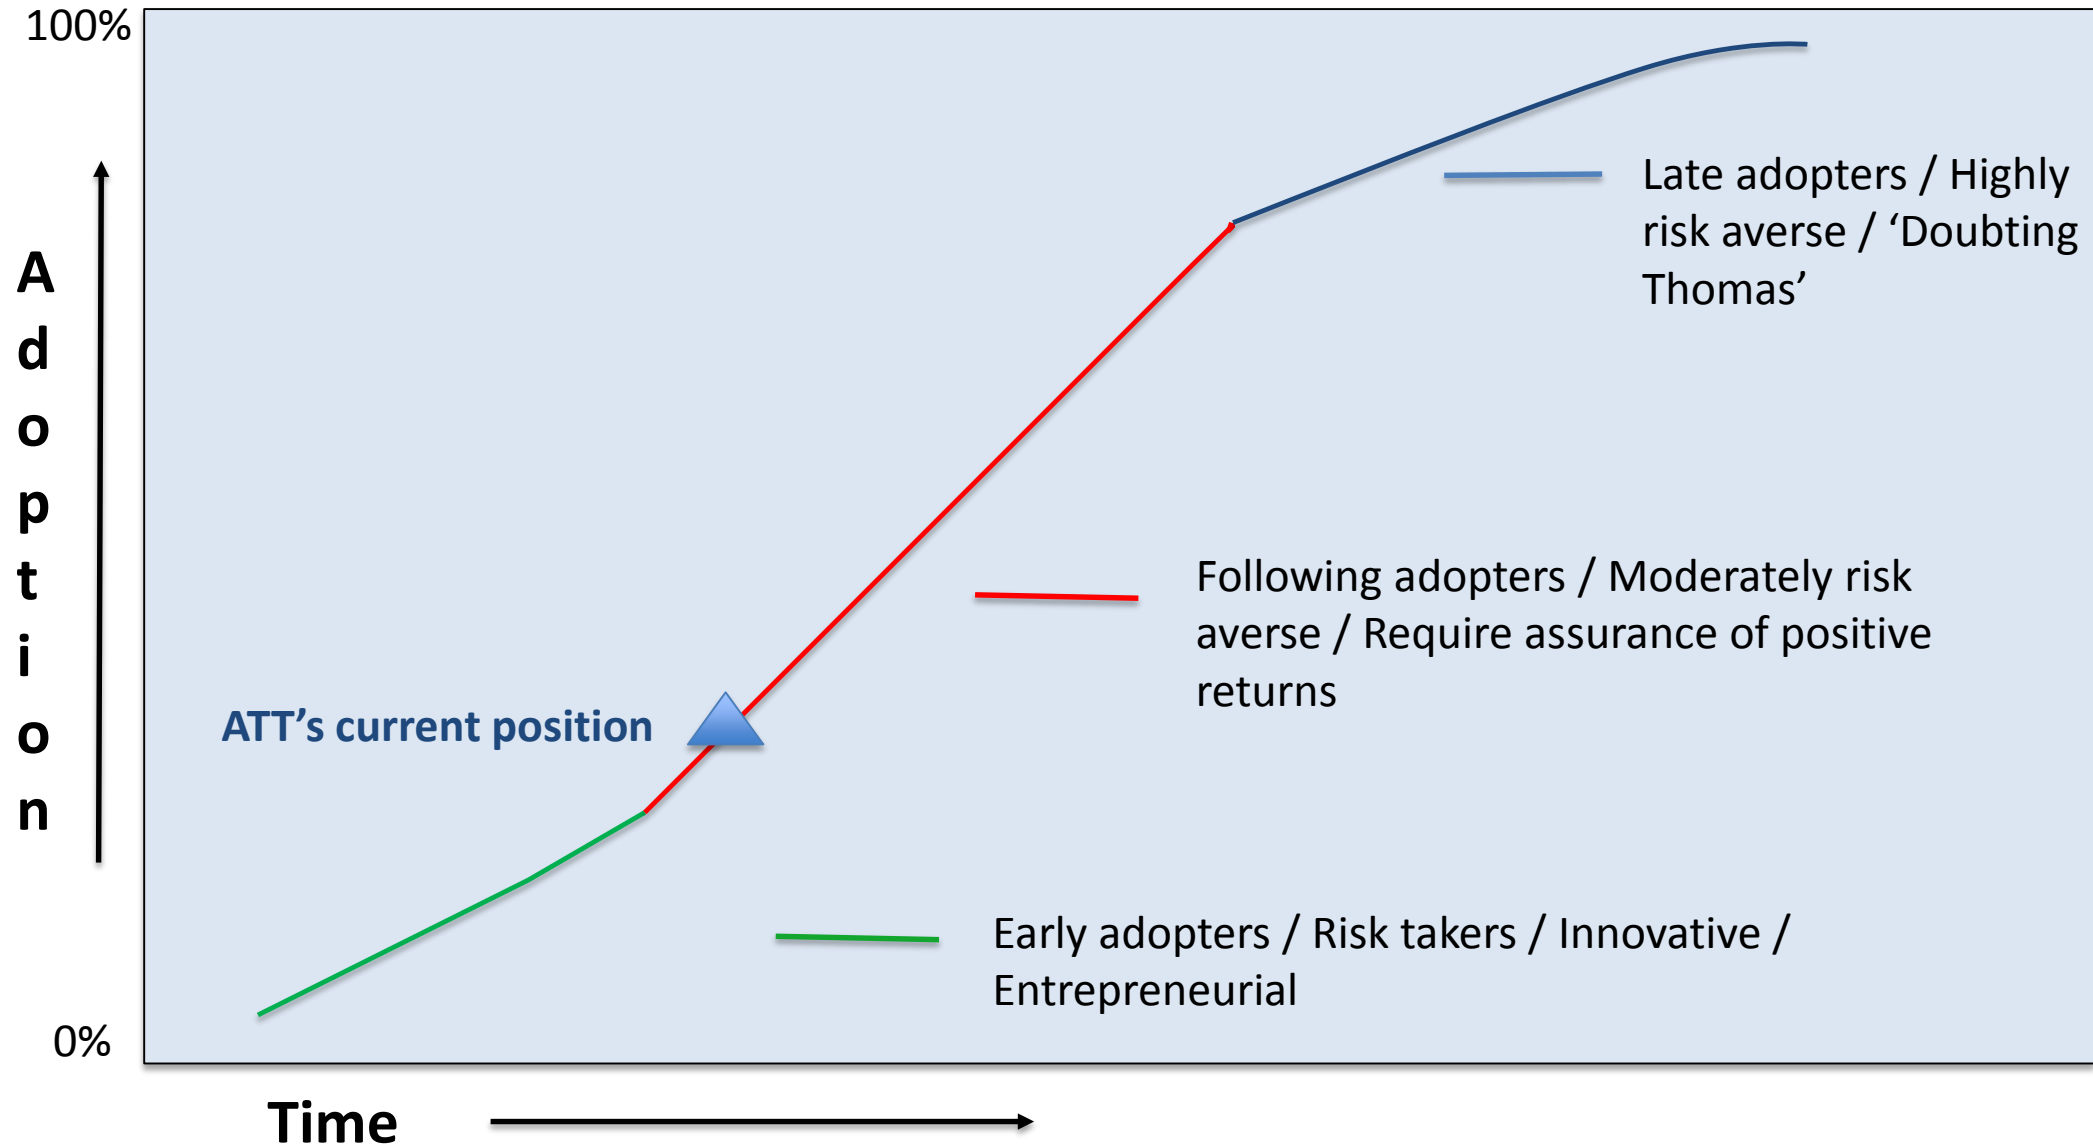 100%
Adoption
Late adopters / Highly
risk averse / ‘Doubting
Thomas’
Following adopters / Moderately risk
averse / Require assurance of positive
returns
ATT’s current position
Early adopters / Risk takers / Innovative /
Entrepreneurial
0%
Time